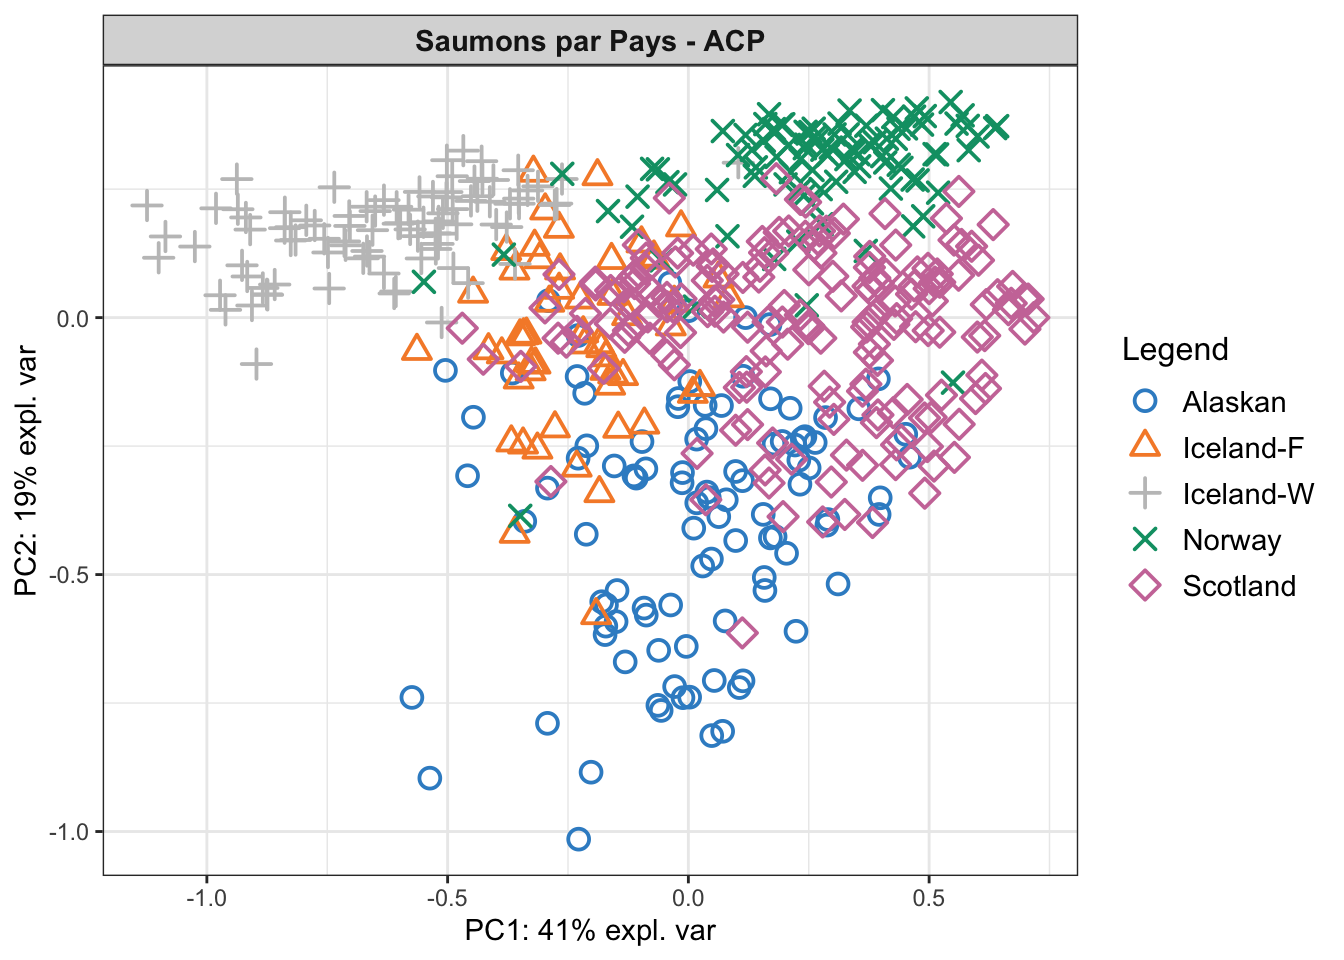 Saumons par Pays - ACP
PC2: 19% expl. var
0.0
-0.5
-1.0
-1.0
-0.5
0.0
0.5
PC1: 41% expl. var
Legend
Alaskan
Iceland-F
Iceland-W
Norway
Scotland